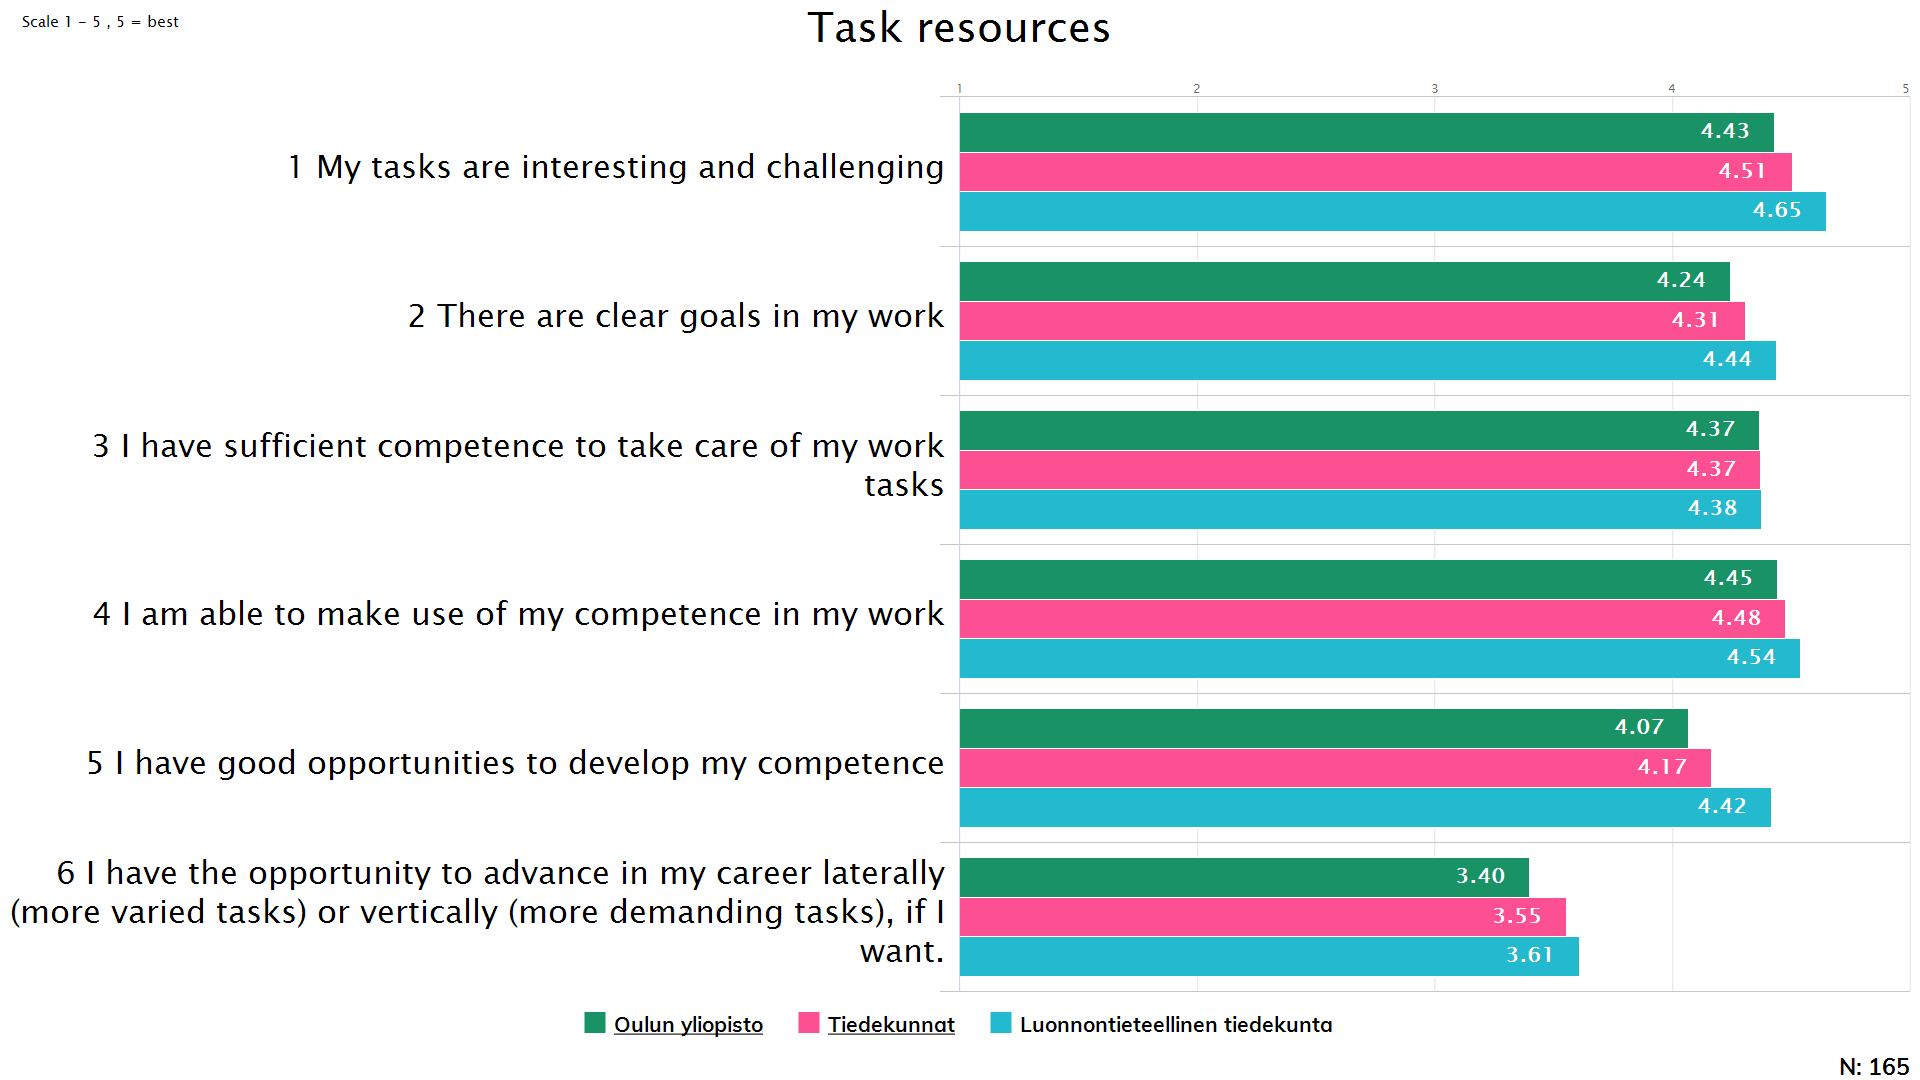 Scale 1 - 5 , 5 = best
Task resources
1 2 3 4 5
1 My tasks are interesting and challenging
4.43
4.51
4.65
2 There are clear goals in my work
4.24
4.31
4.44
3 I have sufficient competence to take care of my work
tasks
4.37
4.37
4.38
4 I am able to make use of my competence in my work
4.45
4.48
4.54
5 I have good opportunities to develop my competence
4.07
4.17
4.42
6 I have the opportunity to advance in my career laterally
(more varied tasks) or vertically (more demanding tasks), if I
want.
3.40
3.55
3.61
Oulun yliopisto Tiedekunnat Luonnontieteellinen tiedekunta
N: 165